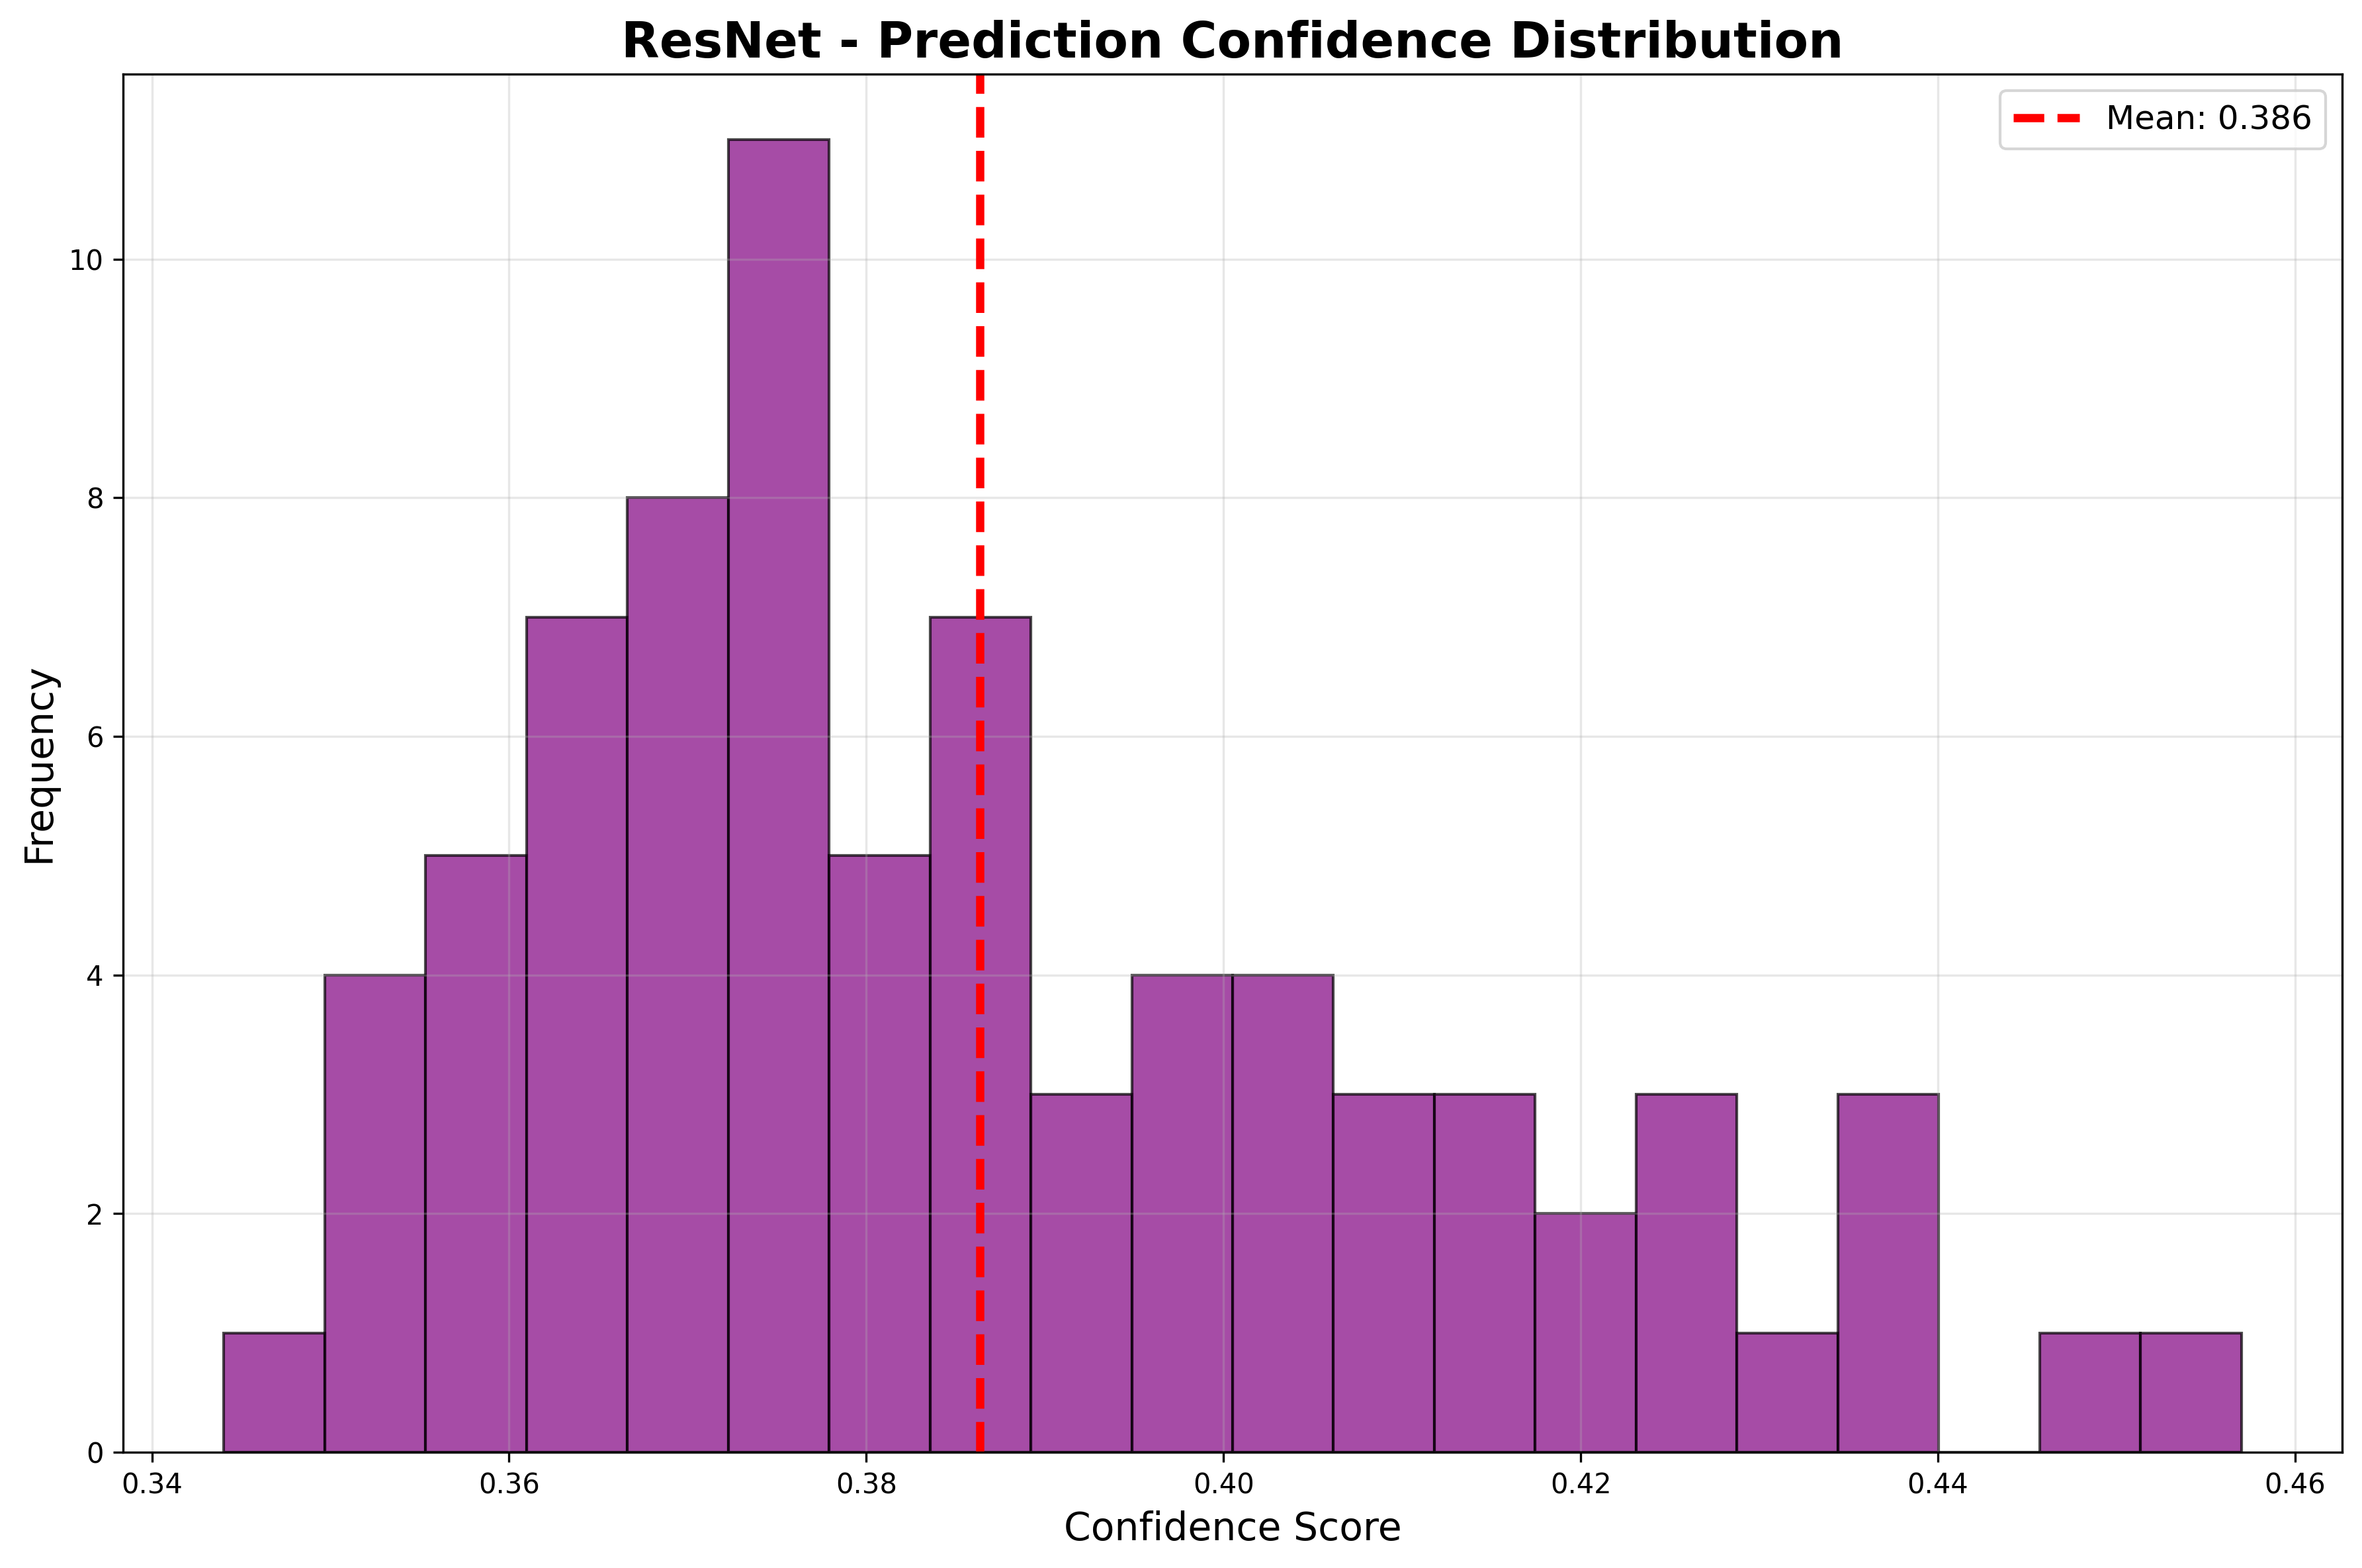 ResNet - Prediction Confidence Distribution
Mean: 0.386
10
8
6
4
2
0
Frequency
0.34 0.36 0.38 0.40 0.42 0.44 0.46
Confidence Score